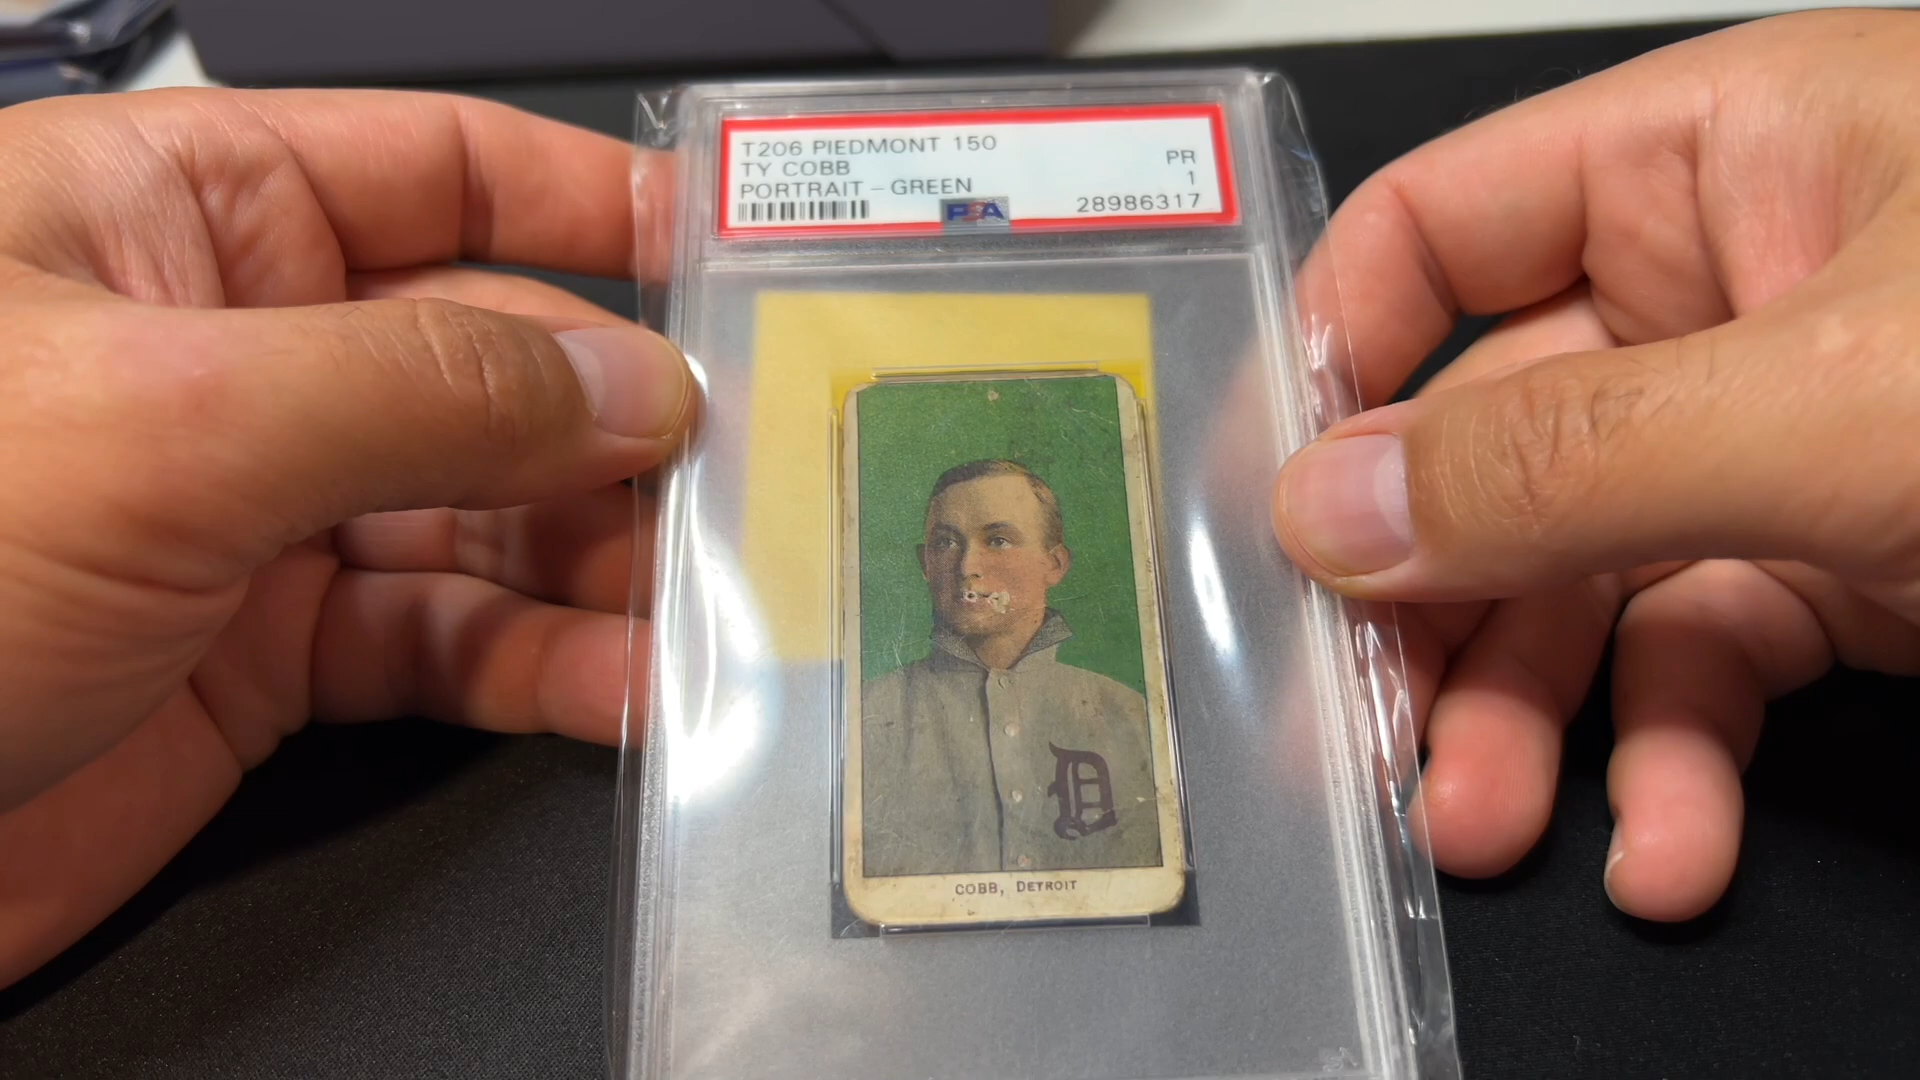 T206 PIEDMONT 150
TY COBB
PORTRAIT - GREEN
PR
1
28986317
PSA
COBB, DETROIT